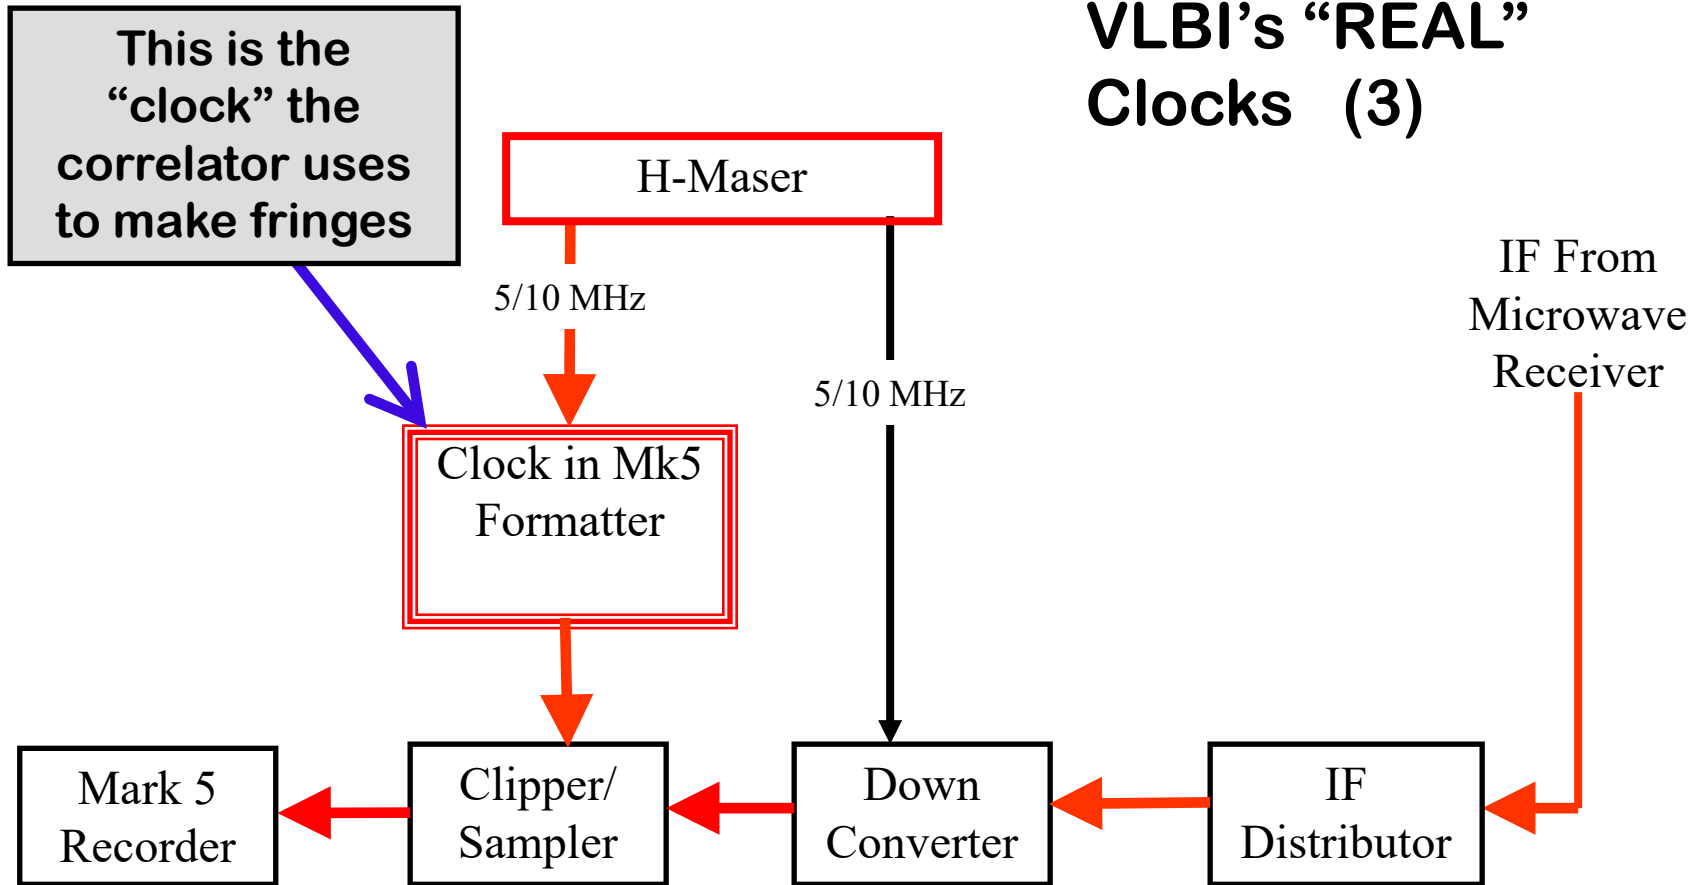 VLBI's “REAL”
Clocks (3)
This is the
“clock” the
correlator uses
to make fringes
H-Maser
5/10 MHz
5/10 MHz
IF From
Microwave
Receiver
Clock in Mk5
Formatter
Mark 5
Recorder
Clipper/
Sampler
Down
Converter
IF
Distributor